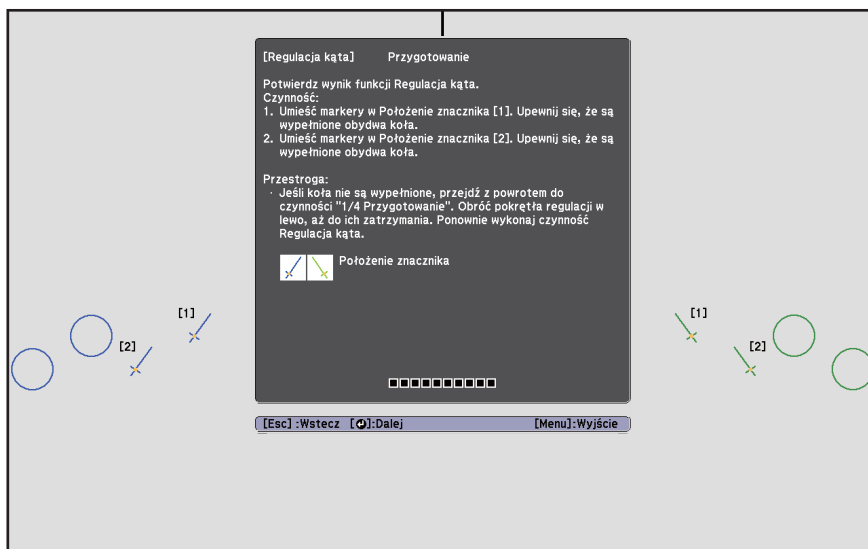 [Regulacja kąta] Przygotowanie
Potwierdz wynik funkcji Regulacja kąta.
Czynność:
1. Umieść markery w Położenie znacznika [1]. Upewnij się, że są
wypełnione obydwa koła.
2. Umieść markery w Położenie znacznika [2]. Upewnij się, że są
wypełnione obydwa koła.
Przestroga:
· Jeśli koła nie są wypełnione, przejdź z powrotem do
czynności "1/4 Przygotowanie". Obróć pokrętła regulacji w
lewo, aż do ich zatrzymania. Ponownie wykonaj czynność
Regulacja kąta.
Położenie znacznika
[1]
[2]
[1]
[2]
[Esc] :Wstecz [↵]:Dalej [Menu]:Wyjście